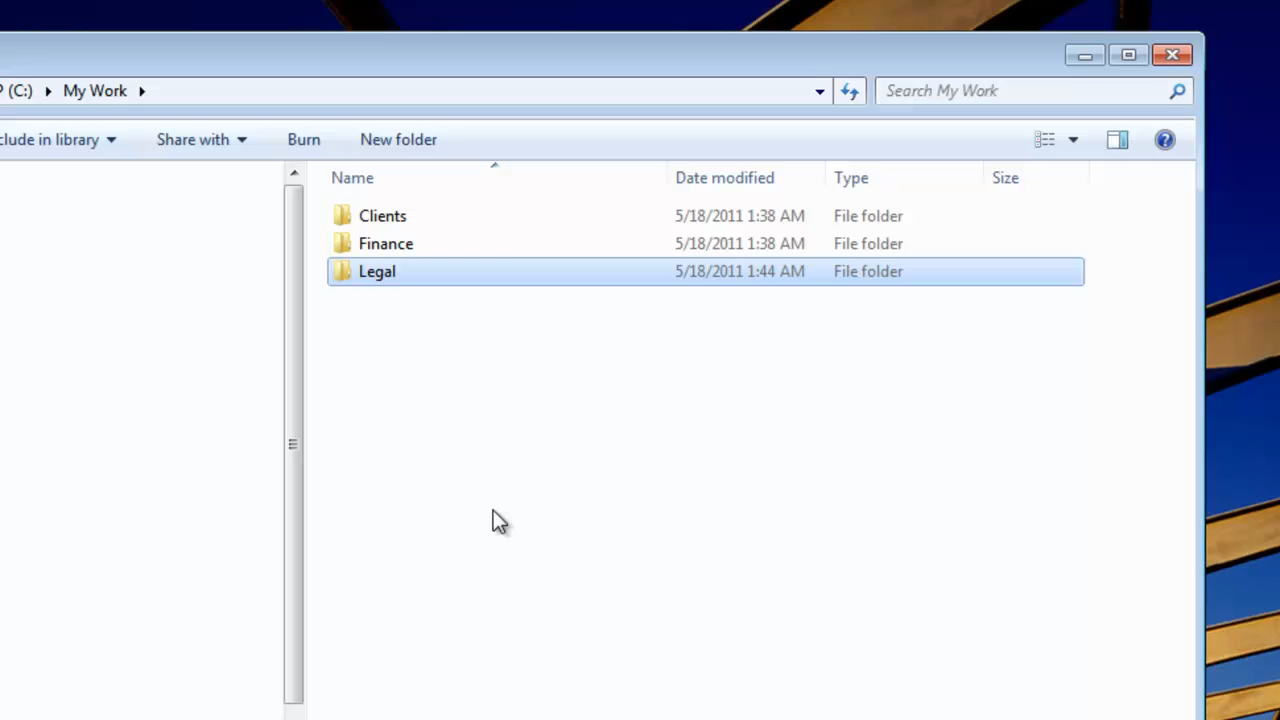 P (C:) My Work Search My Work
clude in library Share with Burn New folder
Name Date modified Type Size
Clients 5/18/2011 1:38 AM File folder
Finance 5/18/2011 1:38 AM File folder
Legal 5/18/2011 1:44 AM File folder